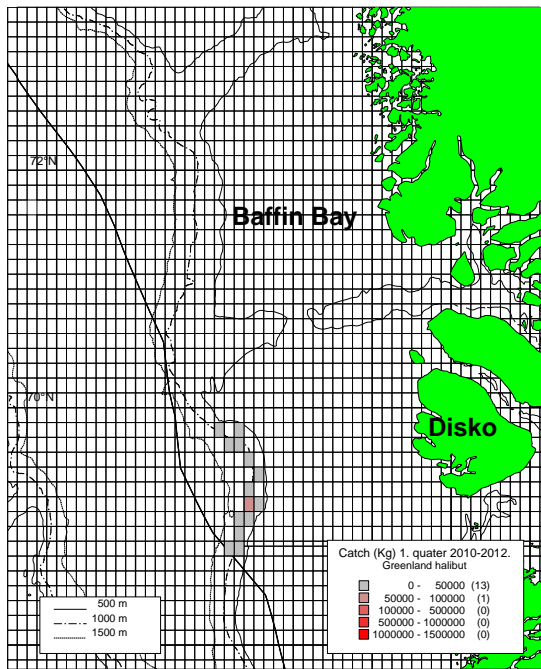 72°N
Baffin Bay
70°N
Disko
Catch (Kg) 1. quater 2010-2012.
Greenland halibut
0 - 50000 (13)
50000 - 100000 (1)
100000 - 500000 (0)
500000 - 1000000 (0)
1000000 - 1500000 (0)
500 m
1000 m
1500 m